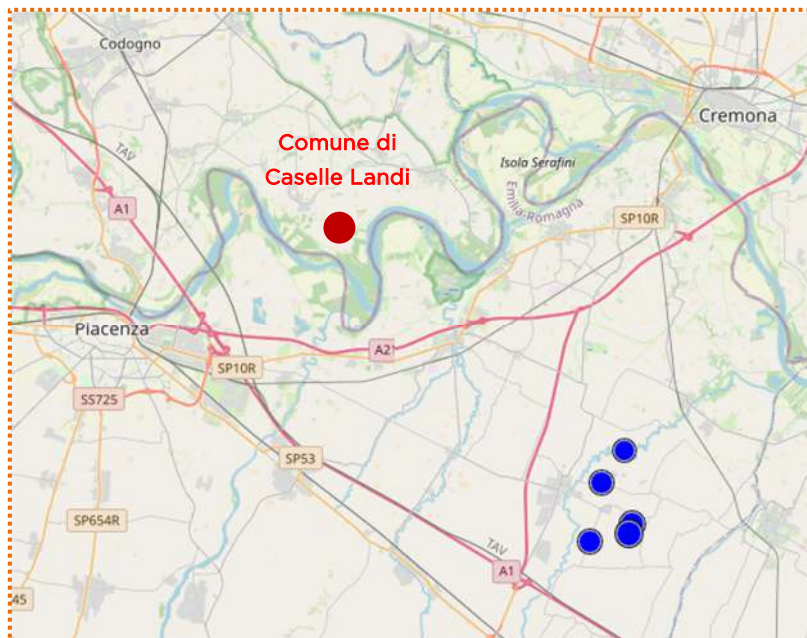 Codogno
Comune di
Caselle Landi
TAV
A1
Isola Serafini
Cremona
Emilia-Romagna
SP10R
Piacenza
A2
SP10R
SS725
SP53
SP654R
TAV
A1
45